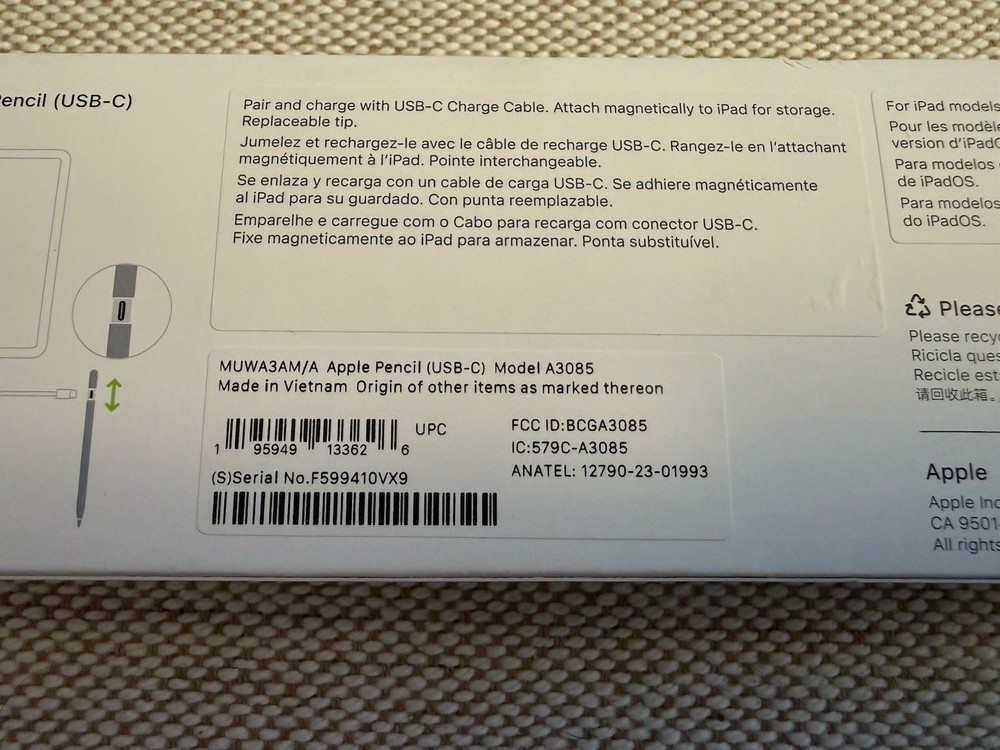 Pencil (USB-C)
Pair and charge with USB-C Charge Cable. Attach magnetically to iPad for storage.
Replaceable tip.
Jumelez et rechargez-le avec le câble de recharge USB-C. Rangez-le en l'attachant
magnétiquement à l'iPad. Pointe interchangeable.
Se enlaza y recarga con un cable de carga USB-C. Se adhiere magnéticamente
al iPad para su guardado. Con punta reemplazable.
Emparelhe e carregue com o Cabo para recarga com conector USB-C.
Fixe magneticamente ao iPad para armazenar. Ponta substituível.
For iPad models
Pour les modèle
version d'iPadO
Para modelos
de iPadOS.
Para modelos
do iPadOS.
MUWA3AM/A Apple Pencil (USB-C) Model A3085
Made in Vietnam Origin of other items as marked thereon
UPC
1 95949 13362 6
(S)Serial No.F599410VX9
FCC ID:BCGA3085
IC:579C-A3085
ANATEL: 12790-23-01993
Please
Please recy
Ricicla ques
Recicle est
请回收此箱。
Apple
Apple Inc
CA 9501
All rights